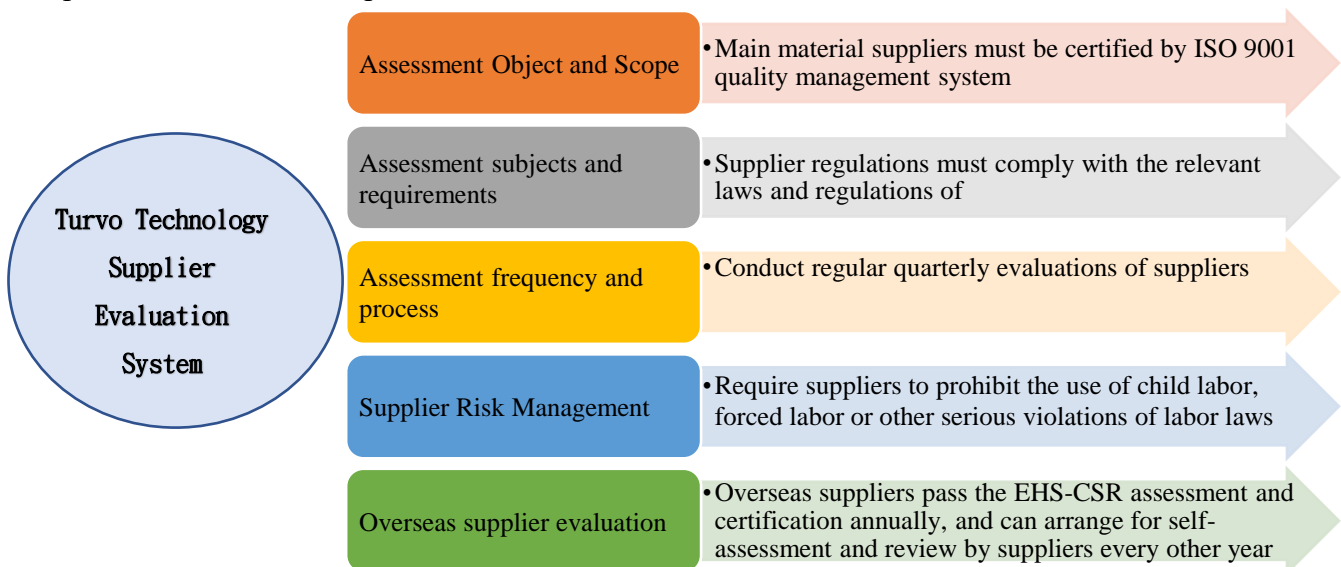 Turvo Technology
Supplier
Evaluation
System
Assessment Object and Scope
•Main material suppliers must be certified by ISO 9001
quality management system
Assessment subjects and
requirements
•Supplier regulations must comply with the relevant
laws and regulations of
Assessment frequency and
process
•Conduct regular quarterly evaluations of suppliers
Supplier Risk Management
•Require suppliers to prohibit the use of child labor,
forced labor or other serious violations of labor laws
Overseas supplier evaluation
•Overseas suppliers pass the EHS-CSR assessment and
certification annually, and can arrange for self-
assessment and review by suppliers every other year